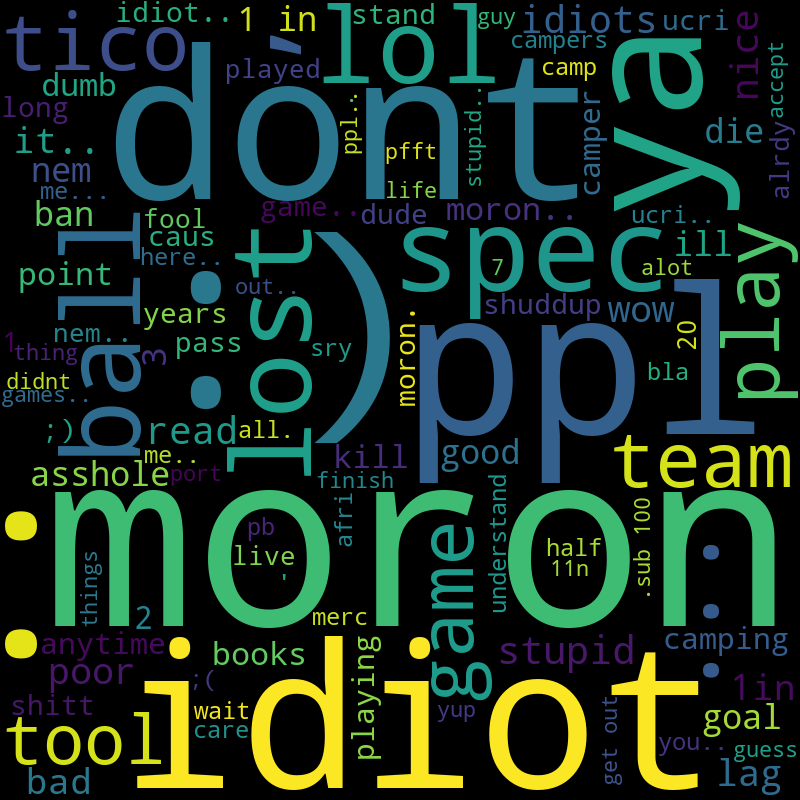 idiot..
1 in
stand
guy
idiots
ucri
tico
,
lol
campers
nice
accept
played
camp
ya
dumb
dont
long
ppl..
pfft
stupid..
camper
die
alrdy
it..
nem
me...
life
ban
fool
game..
dude
moron..
ucri..
caus
here..
ball
lost
spec
ill
play
point
7
alot
out..
:)
years
shuddup
wow
nem..
pass
sry
moron.
ppl
20
1
thing
3
didnt
games..
bla
;)
read
all.
me..
kill
good
team
asshole
port
finish
moron
:
afri
understand
game
.sub 100
pb
live
'
half
11n
..
things
2
merc
anytime
books
playing
stupid
camping
:
poor
;(
idiot
1in
shitt
wait
care
yup
get out
goal
tool
you..
guess
bad
lag